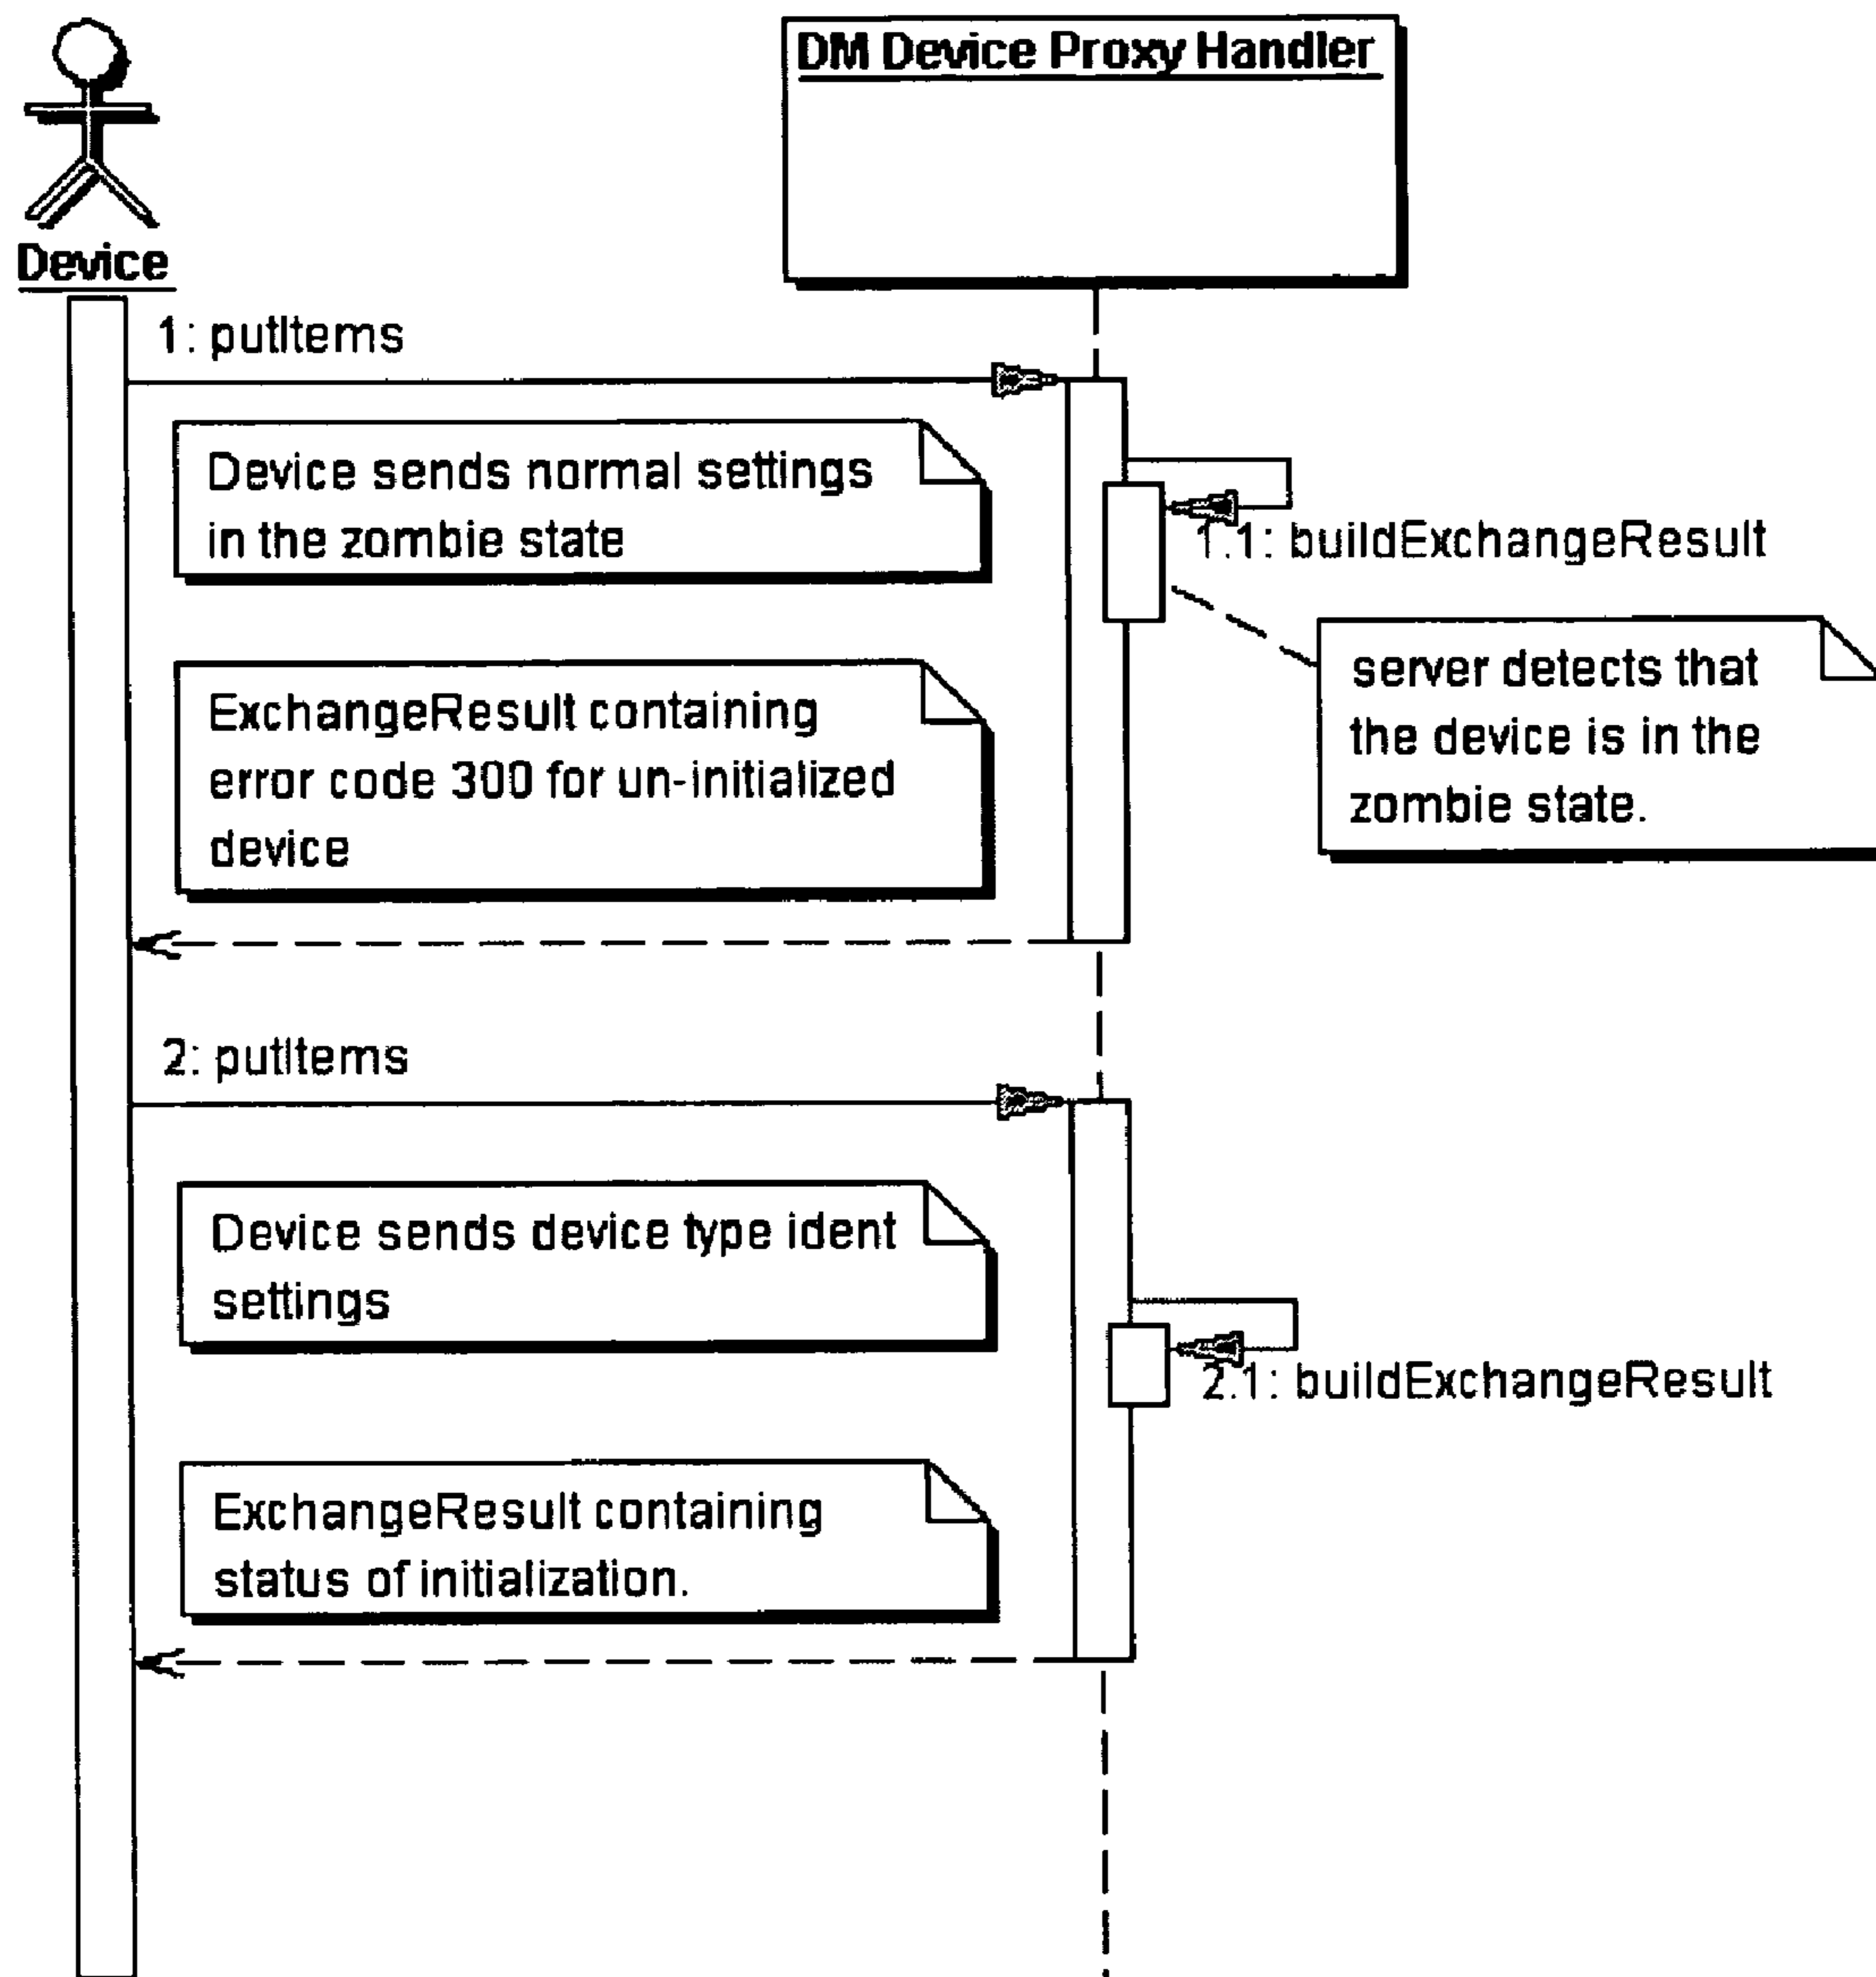 DM Device Proxy Handler
Device
1: putItems
Device sends normal settings
in the zombie state
1.1: buildExchangeResult
server detects that
the device is in the
zombie state.
ExchangeResult containing
error code 300 for un-initialized
device
2: putItems
Device sends device type ident
settings
2.1: buildExchangeResult
ExchangeResult containing
status of initialization.